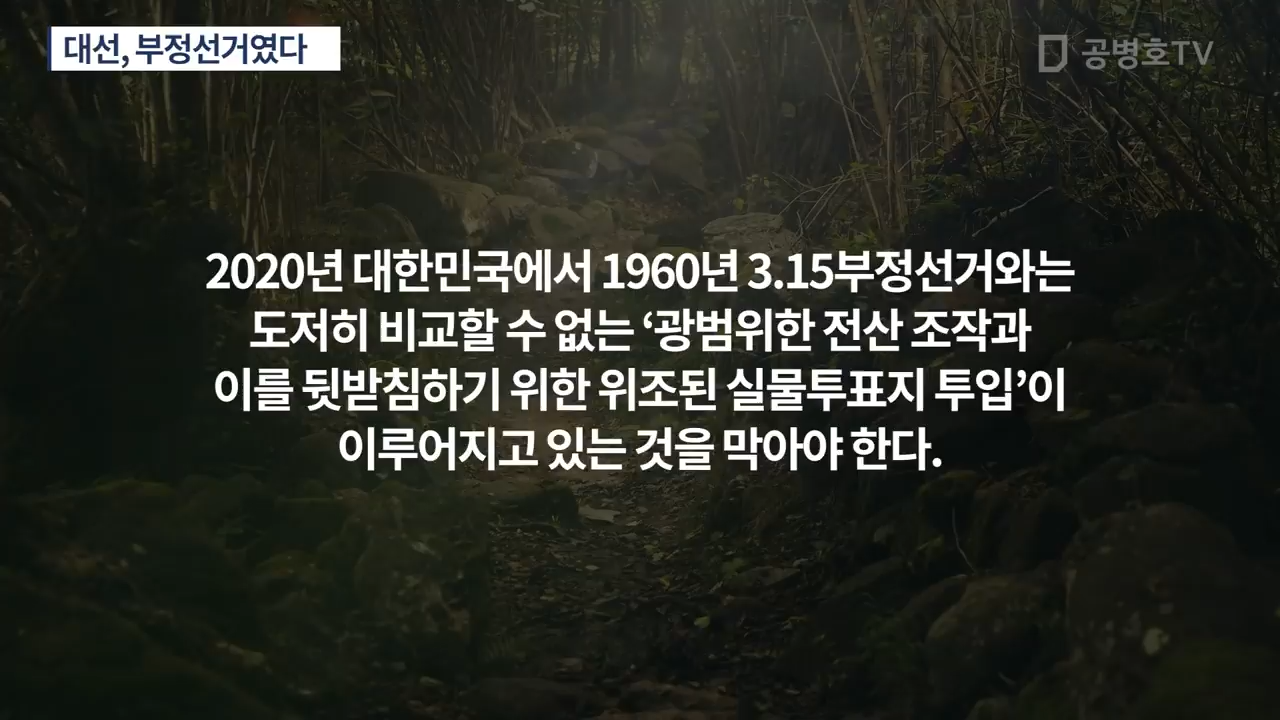 대선, 부정선거였다
공병호TV
2020년 대한민국에서 1960년 3.15부정선거와는
도저히 비교할 수 없는 ‘광범위한 전산 조작과
이를 뒷받침하기 위한 위조된 실물투표지 투입’이
이루어지고 있는 것을 막아야 한다.